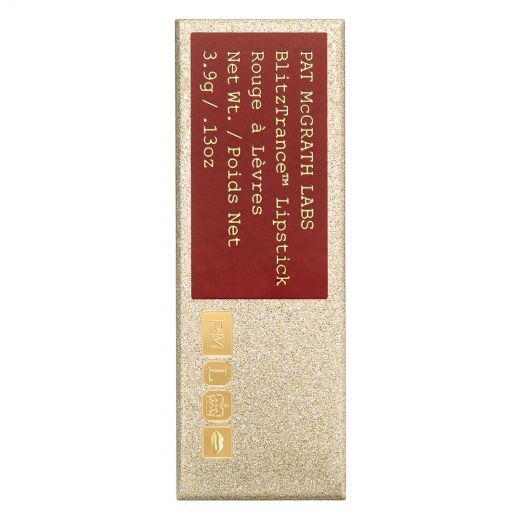 PAT McGRATH LABS
BlitzTrance™ Lipstick
Rouge à Lèvres
Net Wt. / Poids Net
3.9g / .13oz
PM
L